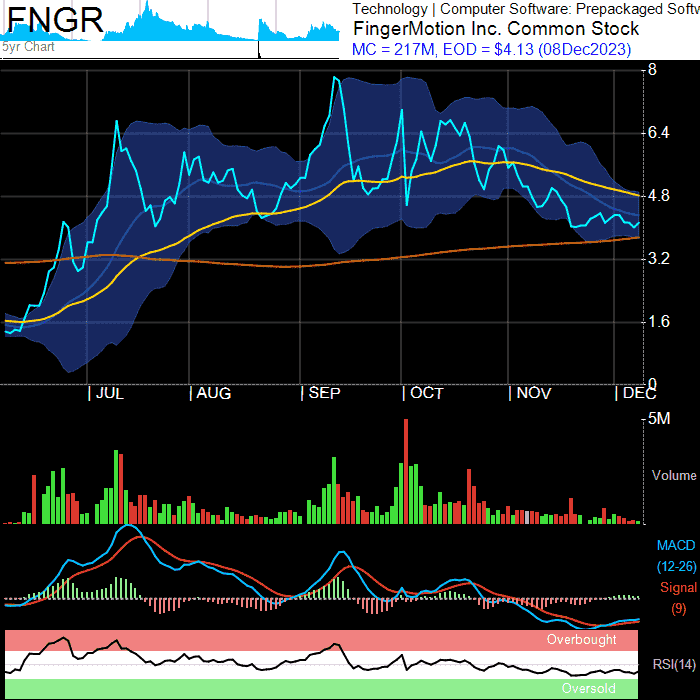 FNGR
5yr Chart
Technology | Computer Software: Prepackaged Softw
FingerMotion Inc. Common Stock
MC = 217M, EOD = $4.13 (08Dec2023)
8
6.4
4.8
3.2
1.6
0
| JUL | AUG | SEP | OCT | NOV | DEC
5M
Volume
MACD
(12-26)
Signal
(9)
Overbought
RSI(14)
Oversold